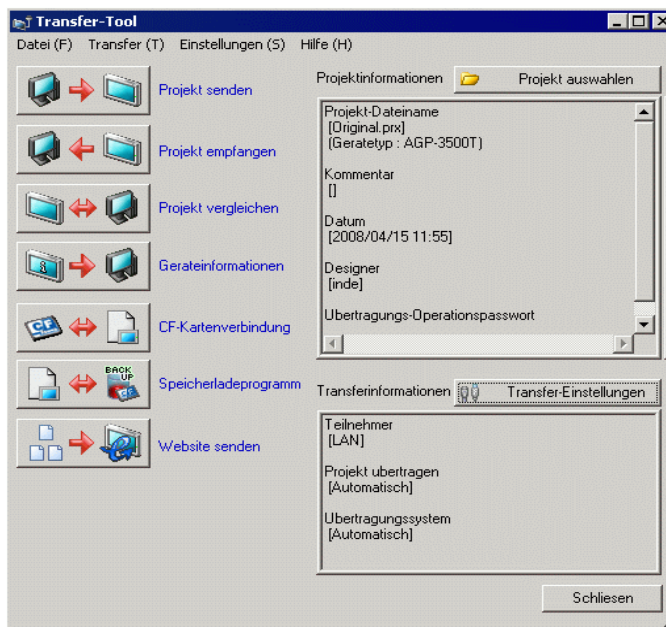 Transfer-Tool
Datei (F) Transfer (T) Einstellungen (S) Hilfe (H)
Projekt senden
Projekt empfangen
Projekt vergleichen
Gerateinformationen
CF
CF-Kartenverbindung
BACK
UP
Speicherladeprogramm
Website senden
Projektinformationen
Projekt auswahlen
Projekt-Dateiname
[Original.prx]
(Geratetyp : AGP-3500T)
Kommentar
[]
Datum
[2008/04/15 11:55]
Designer
[inde]
Ubertragungs-Operationspasswort
Transferinformationen
Transfer-Einstellungen
Teilnehmer
[LAN]
Projekt ubertragen
[Automatisch]
Ubertragungssystem
[Automatisch]
Schliesen